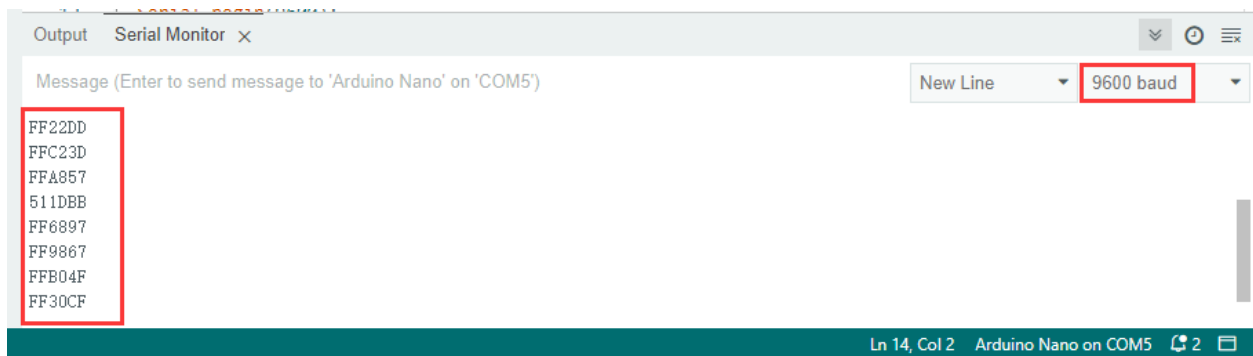 Output Serial Monitor
Message (Enter to send message to 'Arduino Nano' on 'COM5')
New Line
9600 baud
FF22DD
FFC23D
FFA857
511DBB
FF6897
FF9867
FFB04F
FF30CF
Ln 14, Col 2 Arduino Nano on COM5 2